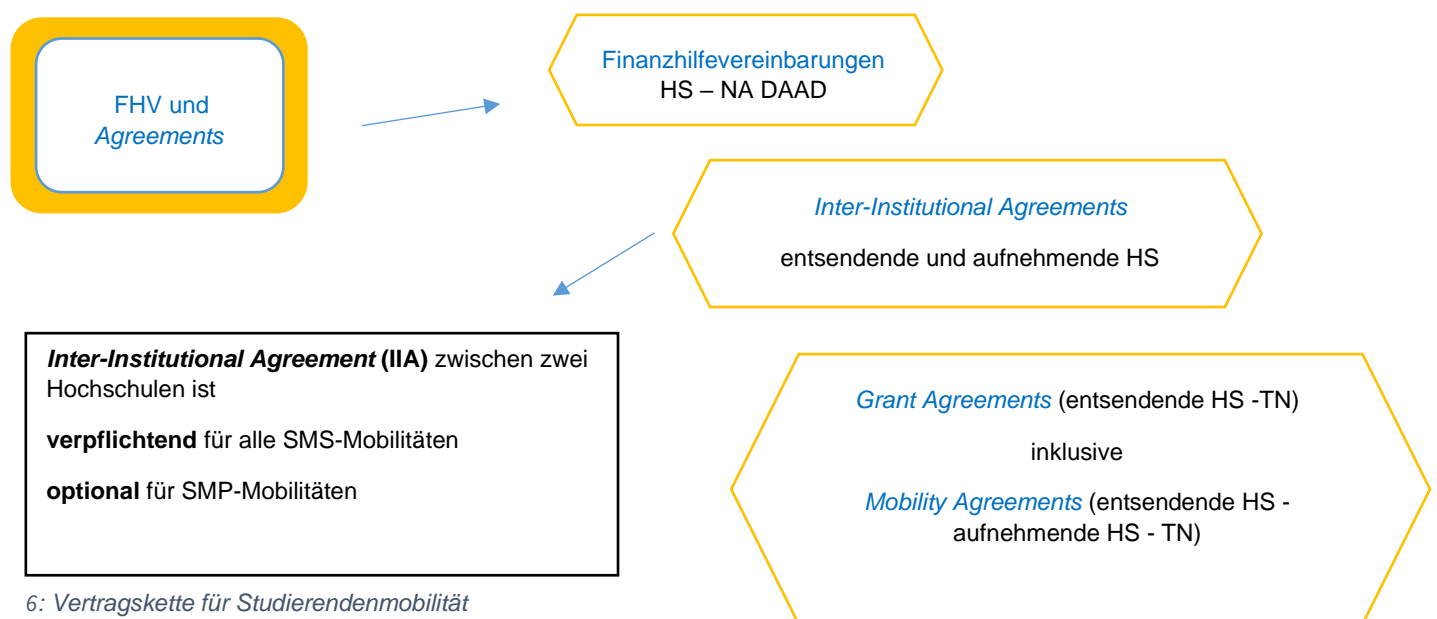 FHV und
Agreements
Finanzhilfevereinbarungen
HS – NA DAAD
Inter-Institutional Agreements
entsendende und aufnehmende HS
Inter-Institutional Agreement (IIA) zwischen zwei
Hochschulen ist
verpflichtend für alle SMS-Mobilitäten
optional für SMP-Mobilitäten
Grant Agreements (entsendende HS -TN)
inklusive
Mobility Agreements (entsendende HS -
aufnehmende HS - TN)
6: Vertragskette für Studierendenmobilität